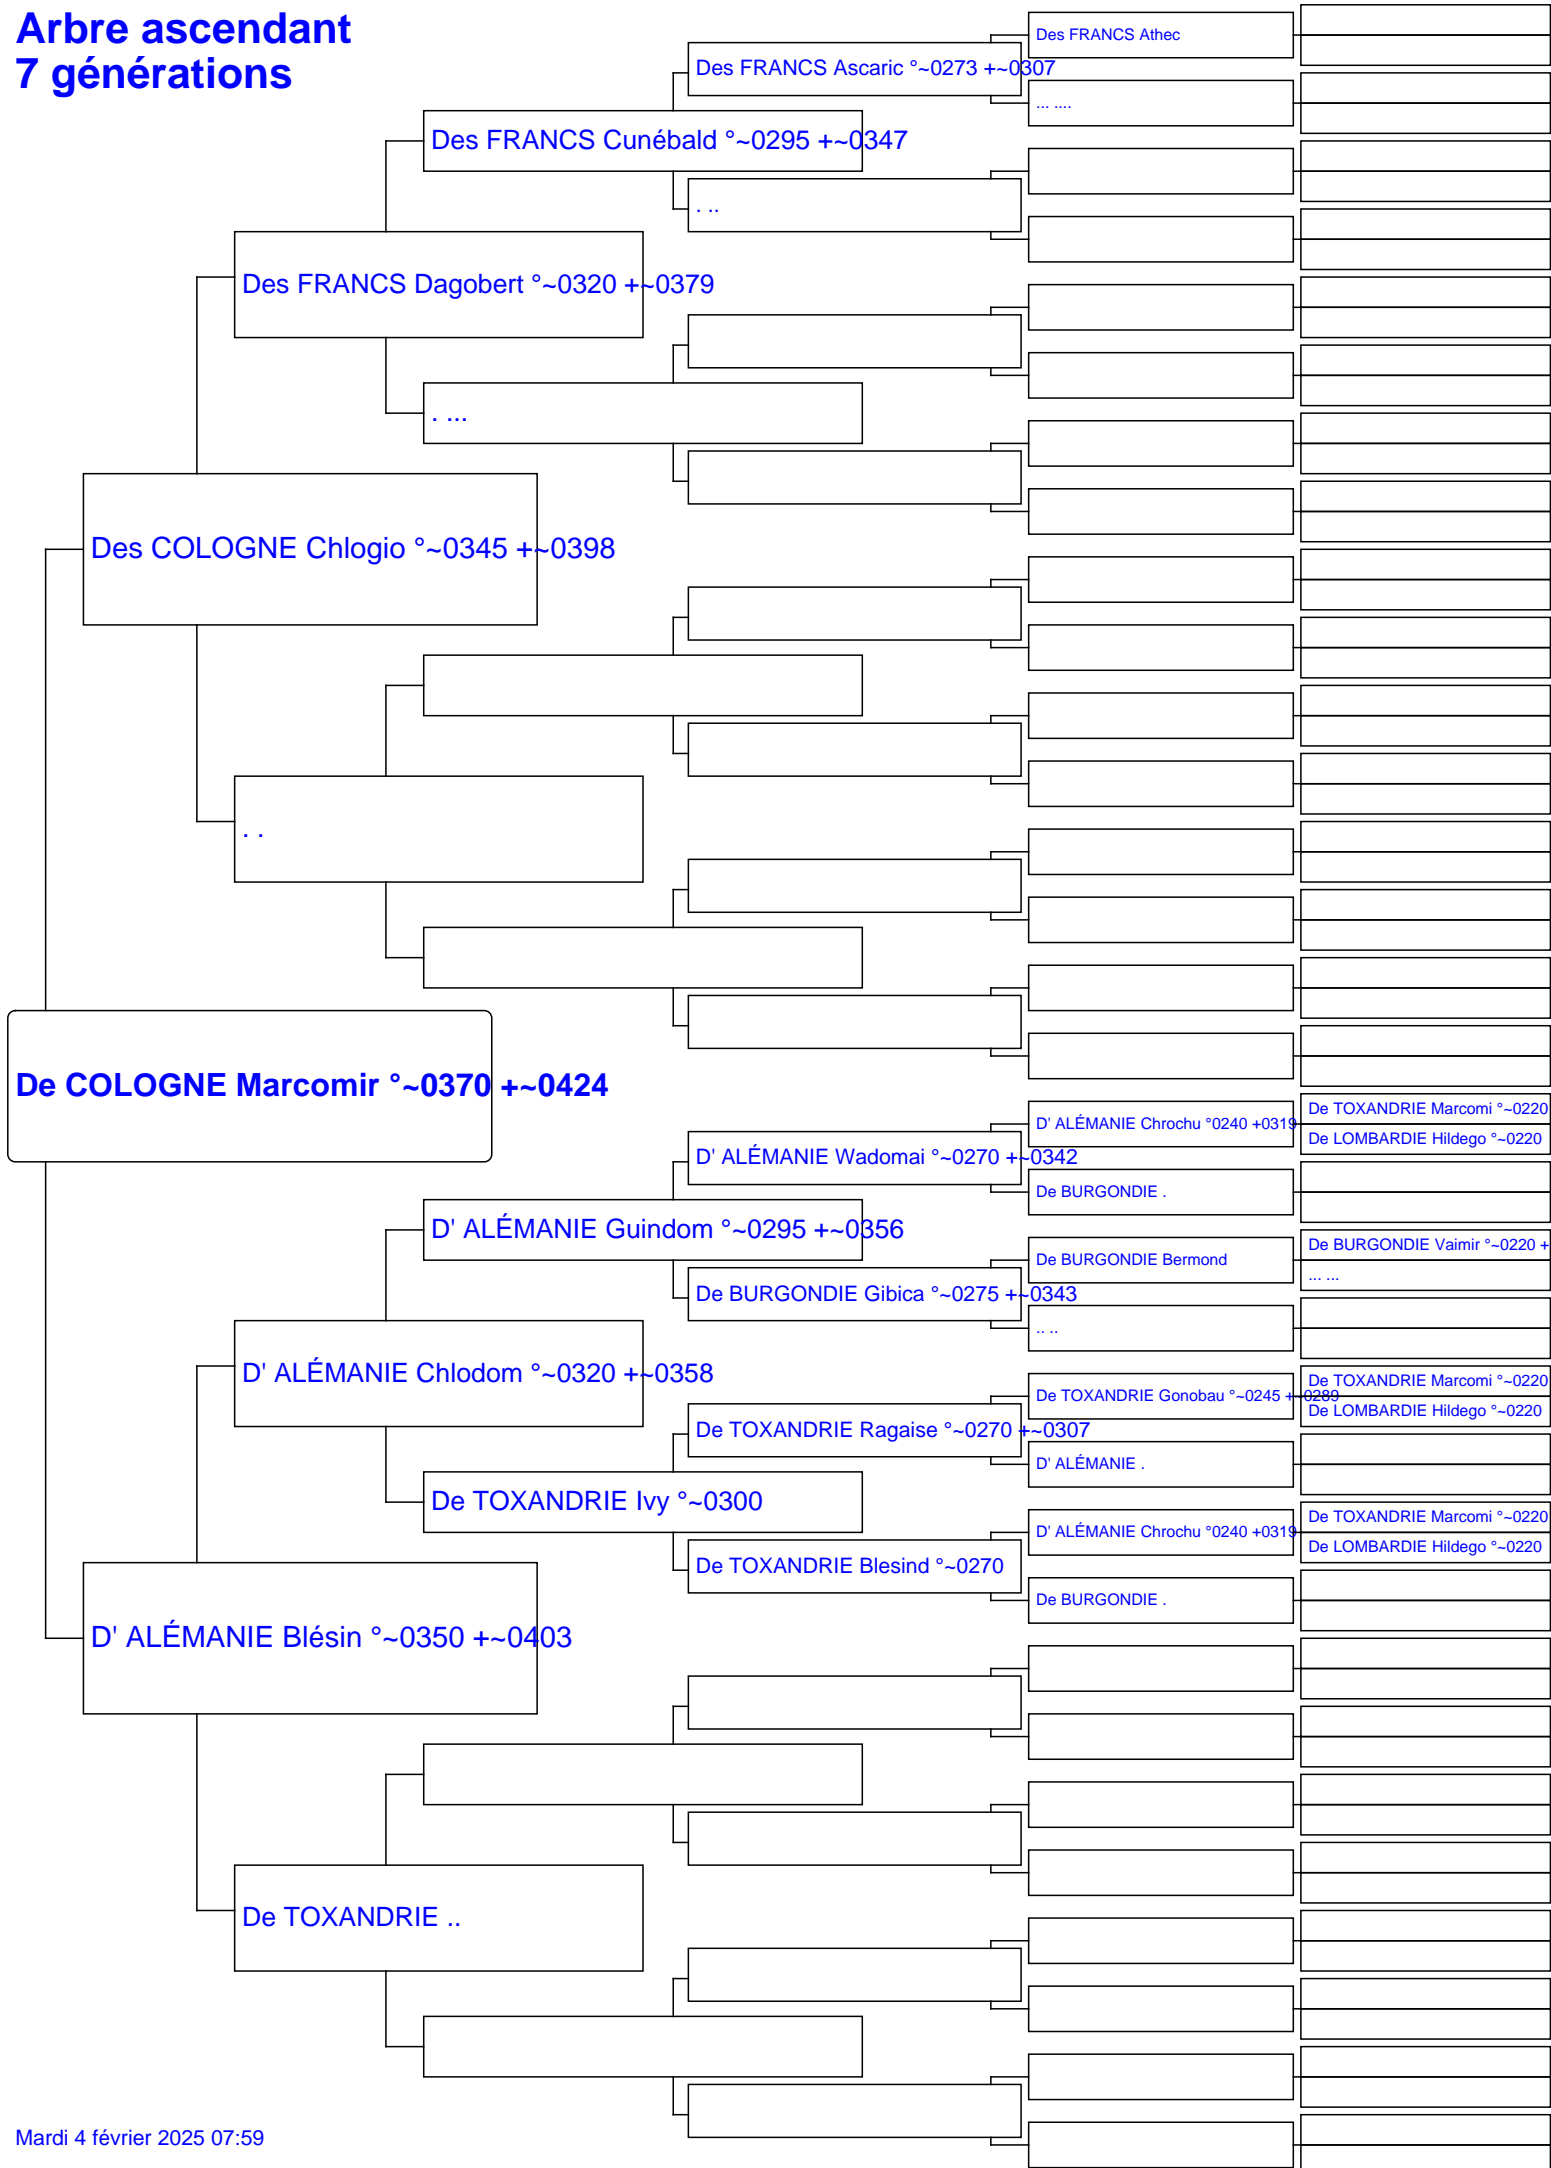 Arbre ascendant
7 générations
Des FRANCS Athec
Des FRANCS Ascaric °~0273 +~0307
... ....
Des FRANCS Cunébald °~0295 +~0347
. ..
Des FRANCS Dagobert °~0320 +~0379
. ...
Des COLOGNE Chlogio °~0345 +~0398
. .
De COLOGNE Marcomir °~0370 +~0424
De TOXANDRIE Marcomi °~0220
D' ALÉMANIE Chrochu °0240 +0319
De LOMBARDIE Hildego °~0220
D' ALÉMANIE Wadomai °~0270 +~0342
De BURGONDIE .
D' ALÉMANIE Guindom °~0295 +~0356
De BURGONDIE Vaimir °~0220 +
De BURGONDIE Bermond
... ...
De BURGONDIE Gibica °~0275 +~0343
.. ..
D' ALÉMANIE Chlodom °~0320 +~0358
De TOXANDRIE Marcomi °~0220
De TOXANDRIE Gonobau °~0245 +~0289
De LOMBARDIE Hildego °~0220
De TOXANDRIE Ragaise °~0270 +~0307
D' ALÉMANIE .
De TOXANDRIE Ivy °~0300
De TOXANDRIE Marcomi °~0220
D' ALÉMANIE Chrochu °0240 +0319
De LOMBARDIE Hildego °~0220
De TOXANDRIE Blesind °~0270
De BURGONDIE .
D' ALÉMANIE Blésin °~0350 +~0403
De TOXANDRIE ..
Mardi 4 février 2025 07:59